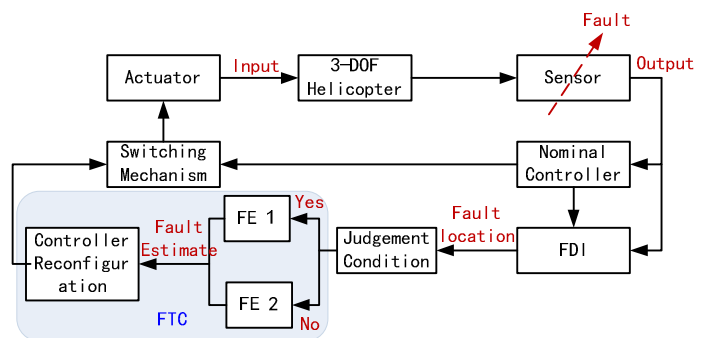 Fault
Actuator
Input
3-DOF
Helicopter
Sensor
Output
Switching
Mechanism
Nominal
Controller
Yes
FE 1
Fault
Estimate
Controller
Reconfigur
ation
Judgement
Condition
Fault
location
FDI
FE 2
No
FTC